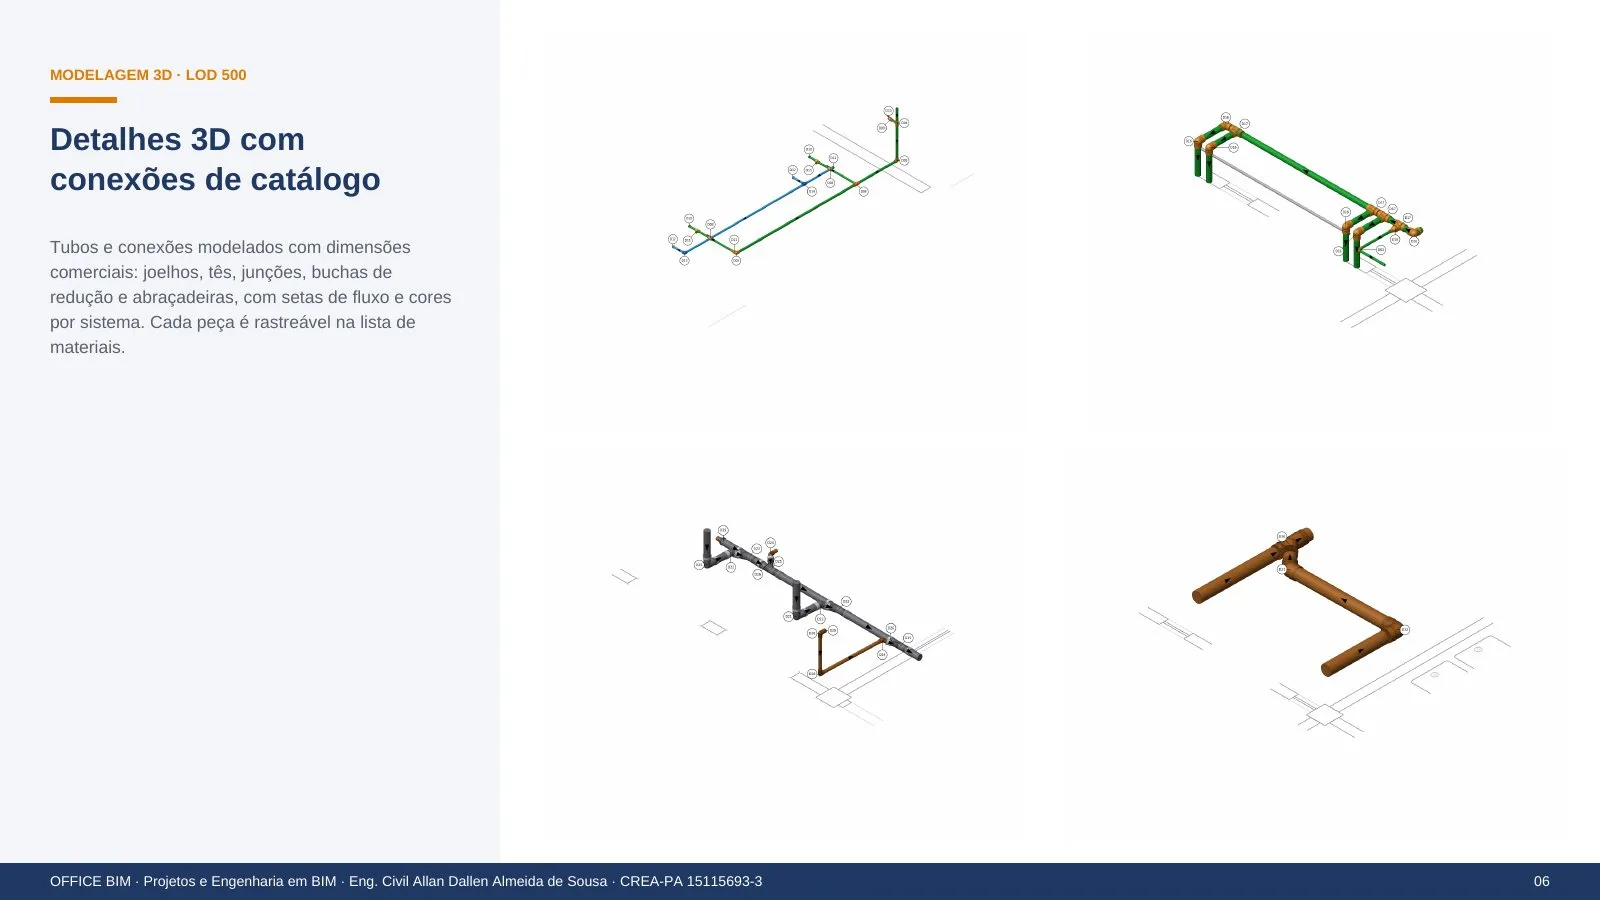 MODELAGEM 3D · LOD 500
Detalhes 3D com
conexões de catálogo
Tubos e conexões modelados com dimensões
comerciais: joelhos, tês, junções, buchas de
redução e abraçadeiras, com setas de fluxo e cores
por sistema. Cada peça é rastreável na lista de
materiais.
OFFICE BIM · Projetos e Engenharia em BIM · Eng. Civil Allan Dallen Almeida de Sousa · CREA-PA 15115693-3
06